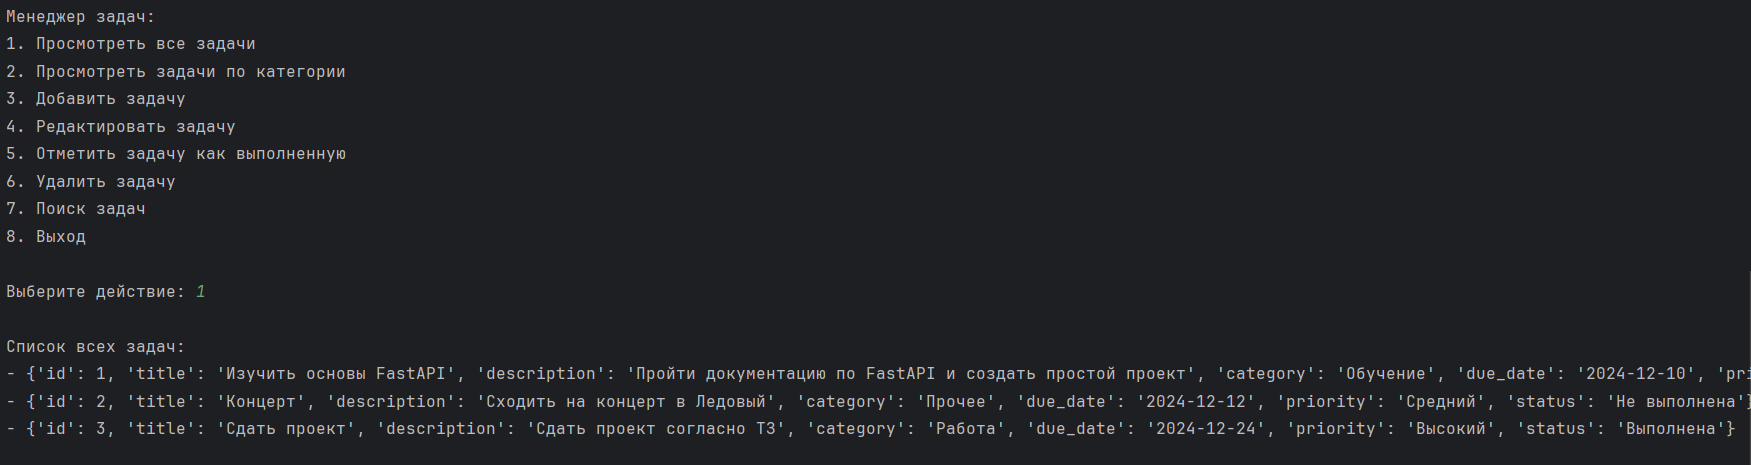 Менеджер задач:
1. Просмотреть все задачи
2. Просмотреть задачи по категории
3. Добавить задачу
4. Редактировать задачу
5. Отметить задачу как выполненную
6. Удалить задачу
7. Поиск задач
8. Выход
Выберите действие: 1
Список всех задач:
- {'id': 1, 'title': 'Изучить основы FastAPI', 'description': 'Пройти документацию по FastAPI и создать простой проект', 'category': 'Обучение', 'due_date': '2024-12-10', 'pri
- {'id': 2, 'title': 'Концерт', 'description': 'Сходить на концерт в Ледовый', 'category': 'Прочее', 'due_date': '2024-12-12', 'priority': 'Средний', 'status': 'Не выполнена'}
- {'id': 3, 'title': 'Сдать проект', 'description': 'Сдать проект согласно ТЗ', 'category': 'Работа', 'due_date': '2024-12-24', 'priority': 'Высокий', 'status': 'Выполнена'}